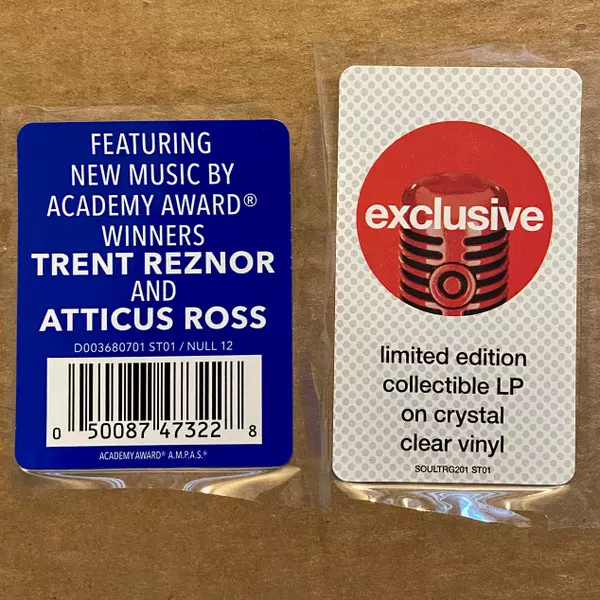 FEATURING
NEW MUSIC BY
ACADEMY AWARD®
WINNERS
TRENT REZNOR
AND
ATTICUS ROSS
D003680701 ST01 / NULL 12
0 50087 47322 8
ACADEMY AWARD® A.M.P.A.S.®
exclusive
limited edition
collectible LP
on crystal
clear vinyl
SOULTRG201 ST01